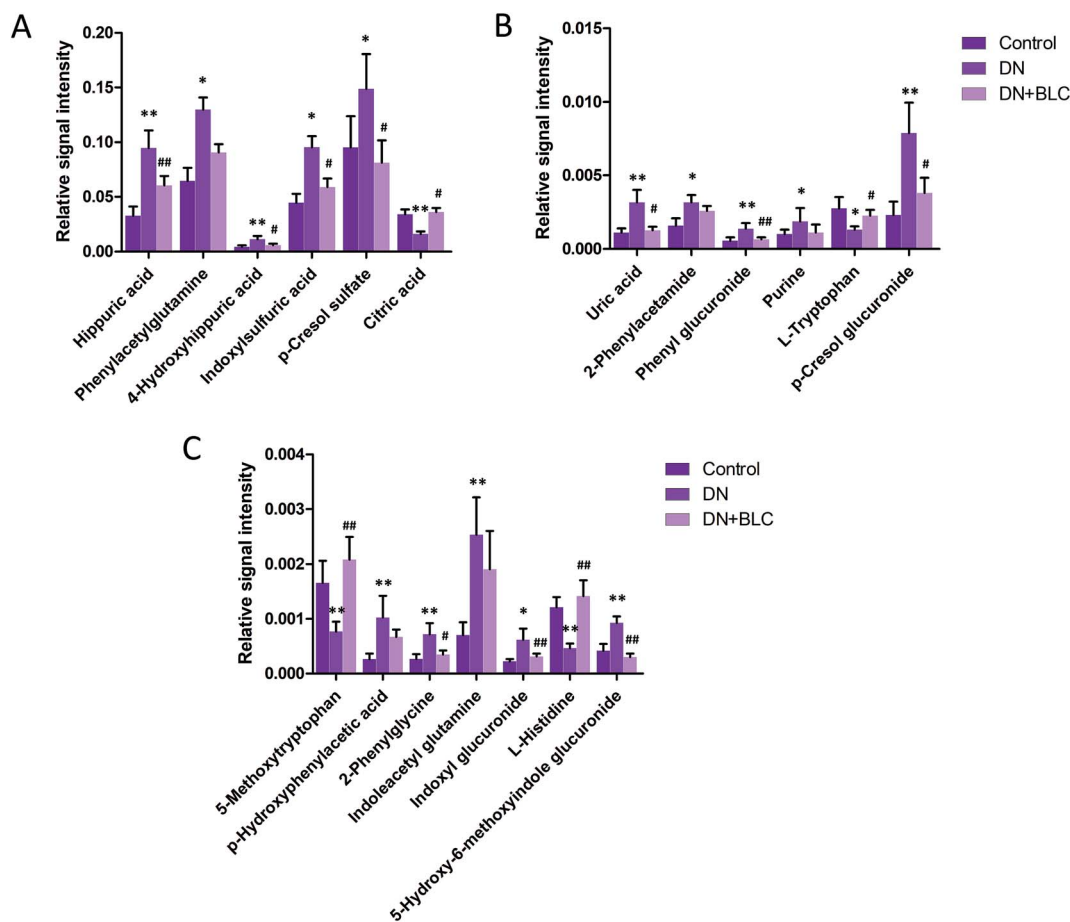 A
Relative signal intensity
0.20
0.15
0.10
0.05
0.00
**
##
*
**
#
*
#
*
#
**
#
Hippuric acid
Phenylacetylglutamine
4-Hydroxyhippuric acid
Indoxylsulfuric acid
p-Cresol sulfate
Citric acid
B
Relative signal intensity
0.015
0.010
0.005
0.000
**
#
*
**
##
*
*
#
**
#
Uric acid
2-Phenylacetamide
Phenyl glucuronide
Purine
L-Tryptophan
p-Cresol glucuronide
Control
DN
DN+BLC
C
Relative signal intensity
0.004
0.003
0.002
0.001
0.000
**
##
**
**
#
**
*
##
**
##
**
##
5-Methoxytryptophan
p-Hydroxyphenylacetic acid
2-Phenylglycine
Indoleacetyl glutamine
Indoxyl glucuronide
L-Histidine
5-Hydroxy-6-methoxyindole glucuronide
Control
DN
DN+BLC